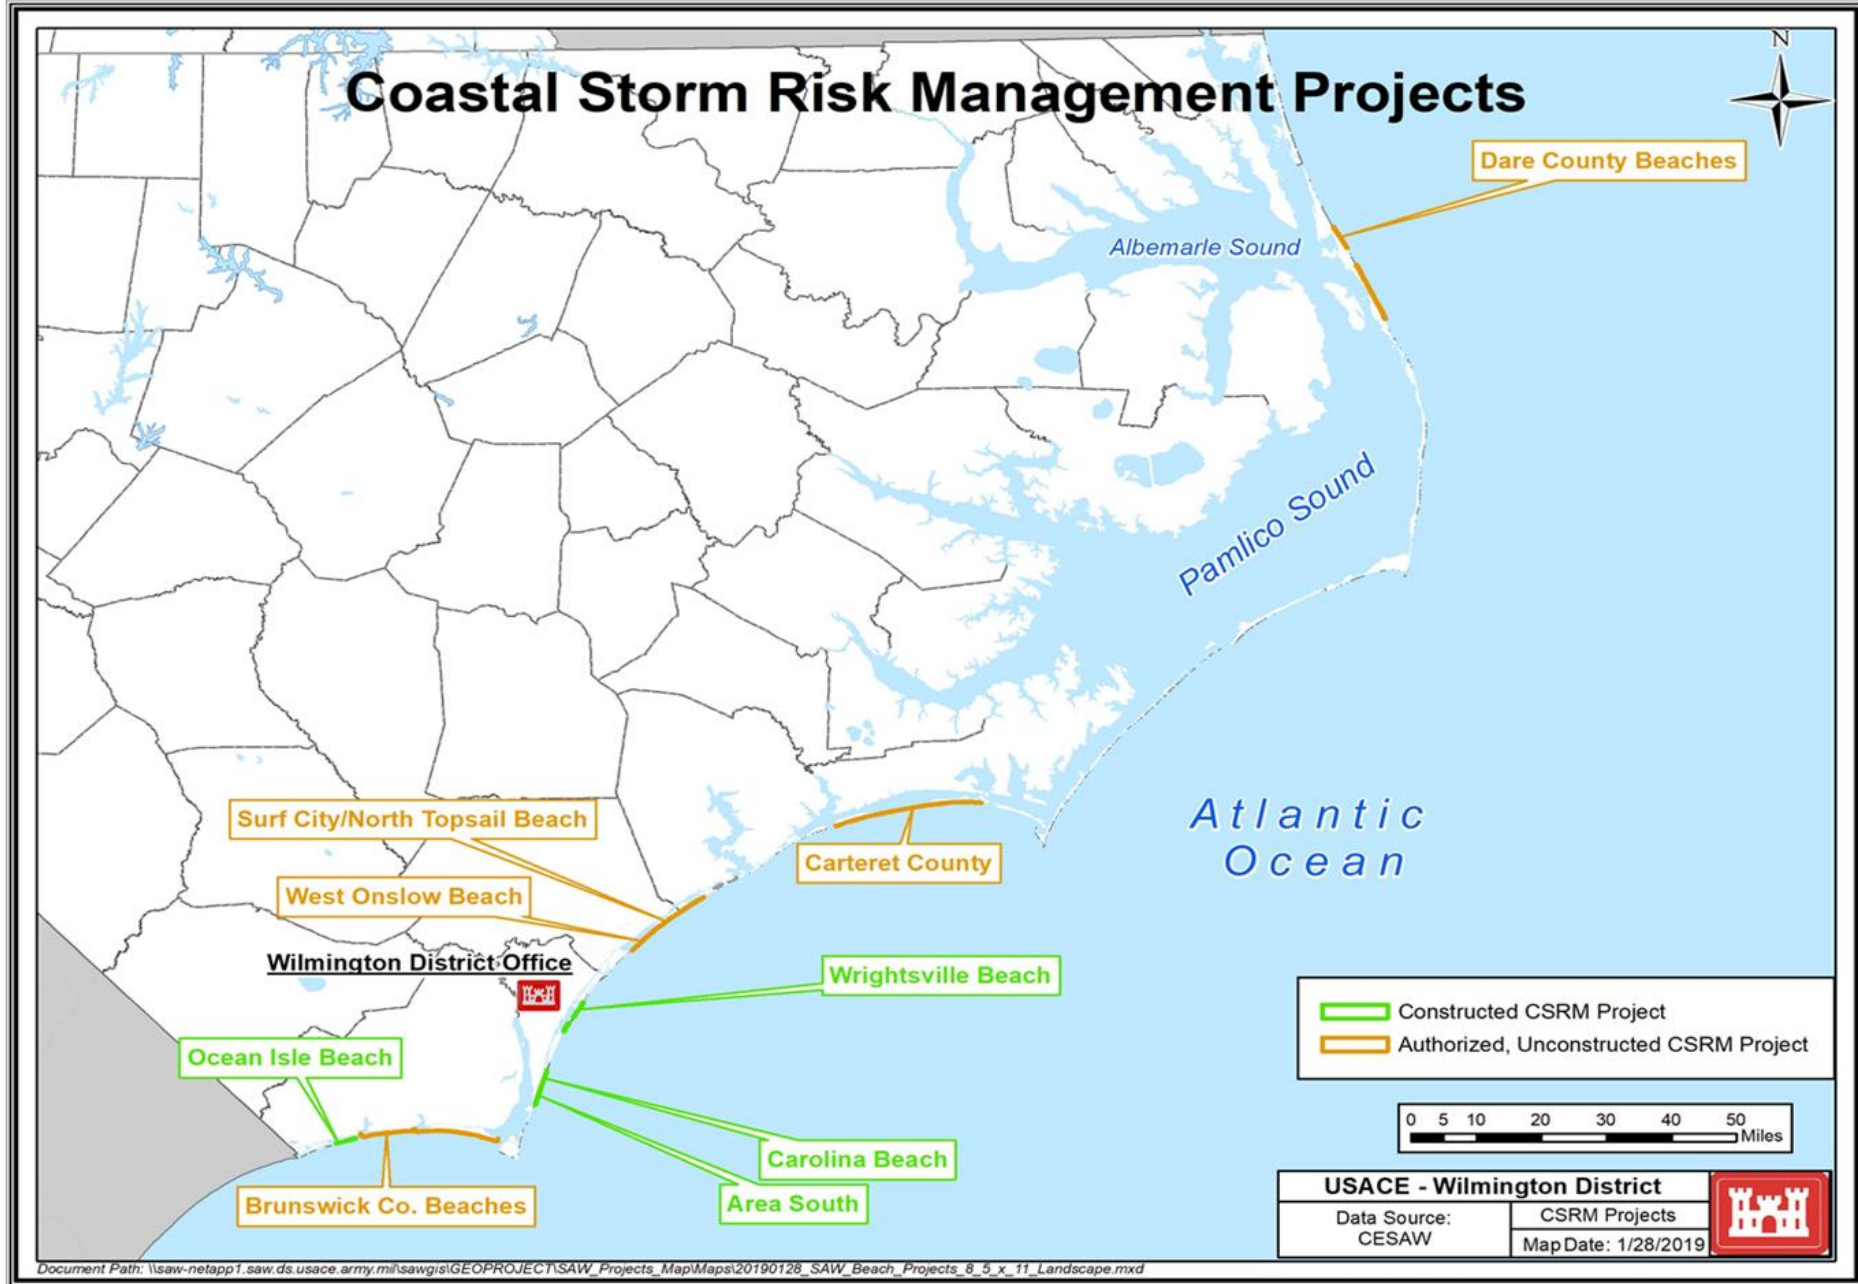 N
Coastal Storm Risk Management Projects
Dare County Beaches
Albemarle Sound
Pamlico Sound
Atlantic
Ocean
Surf City/North Topsail Beach
Carteret County
West Onslow Beach
Wilmington District Office
Wrightsville Beach
Ocean Isle Beach
Carolina Beach
Area South
Brunswick Co. Beaches
Constructed CSRM Project
Authorized, Unconstructed CSRM Project
0 5 10 20 30 40 50
Miles
USACE - Wilmington District
Data Source:
CESAW
CSRM Projects
Map Date: 1/28/2019
Document Path: \\saw-netapp1.saw.ds.usace.army.mil\sawgis\GEOPROJECT\SAW_Projects_Map\Maps\20190128_SAW_Beach_Projects_8_5_x_11_Landscape.mxd